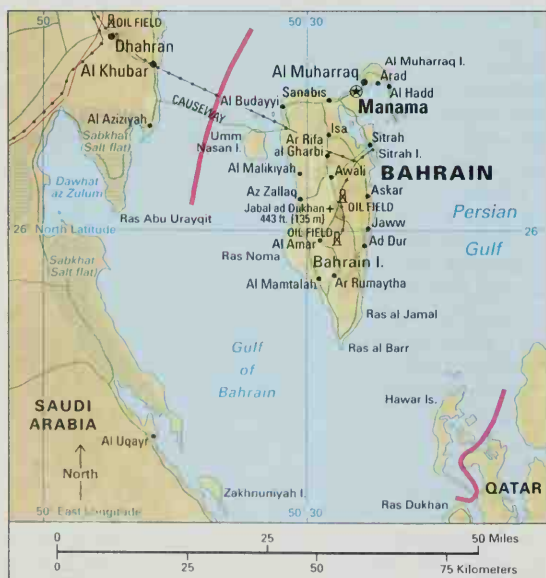 50
50 30
OIL FIELD
Dhahran
Al Khubar
Al Muharraq I.
Al Muharraq
Arad
Al Hadd
Sanabis
Manama
Al Budayyi
CAUSEWAY
Al Aziziyah
Sabkhat
(Salt flat)
Umm
Nasan I.
Isa
Ar Rifa
al Gharbi
Sitrah
Sitrah I.
Al Malikiyah
Awali
BAHRAIN
Dawhat
az Zulum
Az Zallaq
Askar
Ras Abu Urayqit
Jabal ad Dukhan +
443 ft. (135 m)
OIL FIELD
Persian
Gulf
26
North Latitude
OIL FIELD
Jaww
26
Al Amar
Ad Dur
Sabkhat
(Salt flat)
Ras Noma
Bahrain I.
Al Mamtalah
Ar Rumaytha
Ras al Jamal
Gulf
of
Bahrain
Ras al Barr
Hawar Is.
SAUDI
ARABIA
Al Uqayr
North
Zakhnuniyah I.
QATAR
Ras Dukhan
50
East Longitude
50 30
0 25 50 Miles
0 25 50 75 Kilometers